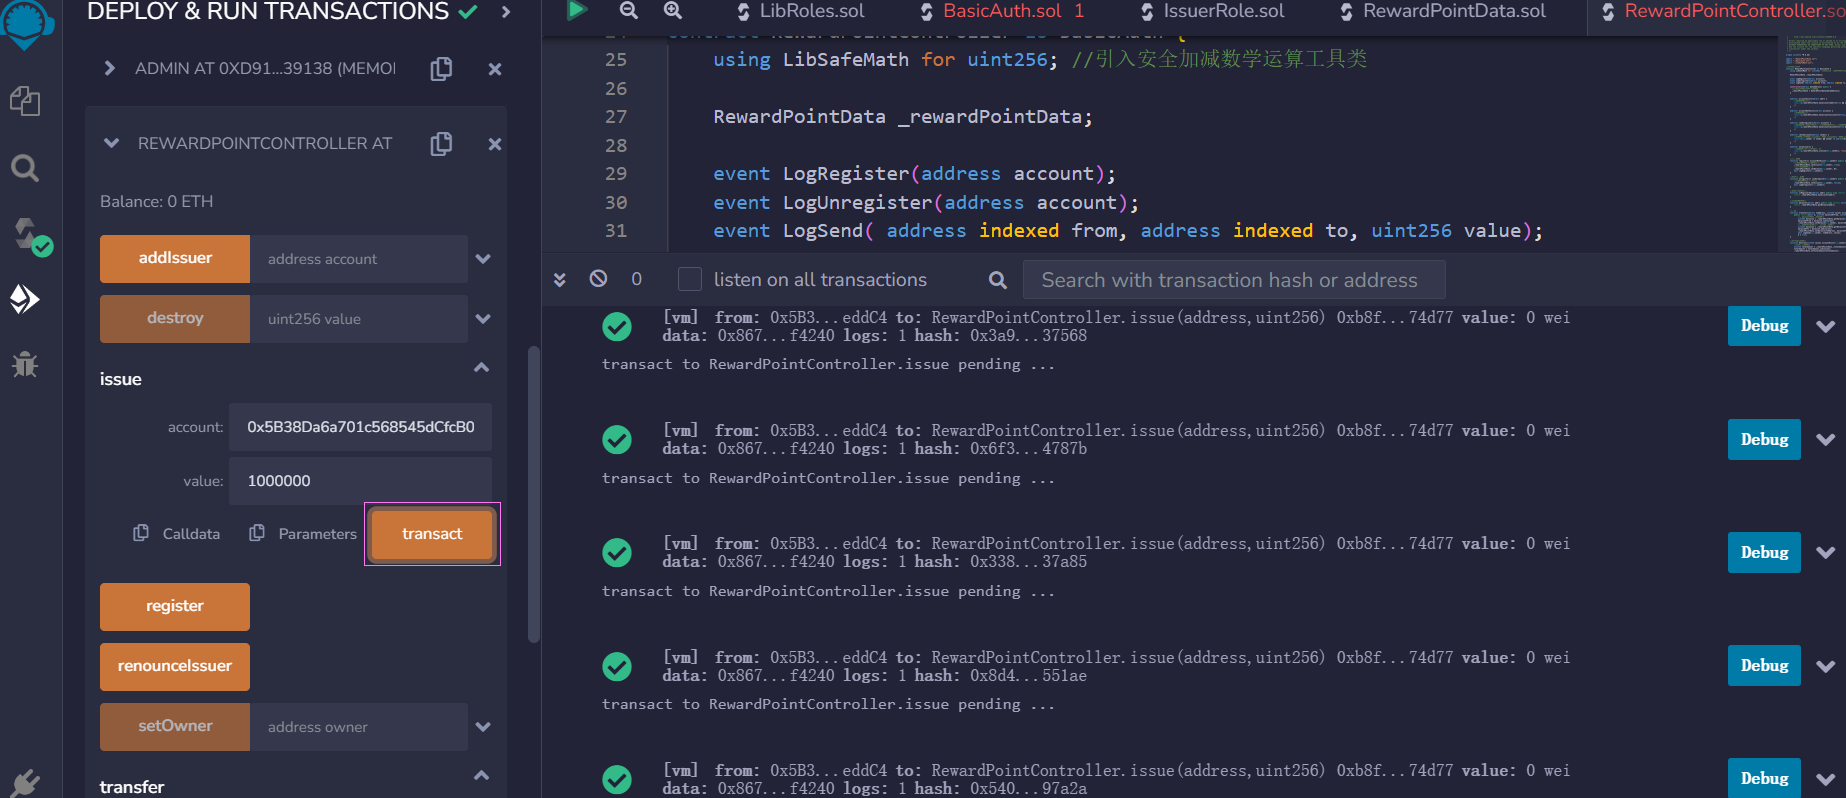 DEPLOY & RUN TRANSACTIONS
ADMIN AT 0XD91...39138 (MEMOI
REWARDPOINTCONTROLLER AT
Balance: 0 ETH
addIssuer address account
destroy uint256 value
issue
account: 0x5B38Da6a701c568545dCfcB0
value: 1000000
Calldata Parameters transact
register
renounceIssuer
setOwner address owner
transfer
LibRoles.sol BasicAuth.sol 1 IssuerRole.sol RewardPointData.sol RewardPointController.so
25 using LibSafeMath for uint256; //引入安全加减数学运算工具类
26
27 RewardPointData _rewardPointData;
28
29 event LogRegister(address account);
30 event LogUnregister(address account);
31 event LogSend( address indexed from, address indexed to, uint256 value);
0 listen on all transactions Search with transaction hash or address
[vm] from: 0x5B3...eddC4 to: RewardPointController.issue(address,uint256) 0xb8f...74d77 value: 0 wei Debug
data: 0x867...f4240 logs: 1 hash: 0x3a9...37568
transact to RewardPointController.issue pending ...
[vm] from: 0x5B3...eddC4 to: RewardPointController.issue(address,uint256) 0xb8f...74d77 value: 0 wei Debug
data: 0x867...f4240 logs: 1 hash: 0x6f3...4787b
transact to RewardPointController.issue pending ...
[vm] from: 0x5B3...eddC4 to: RewardPointController.issue(address,uint256) 0xb8f...74d77 value: 0 wei Debug
data: 0x867...f4240 logs: 1 hash: 0x338...37a85
transact to RewardPointController.issue pending ...
[vm] from: 0x5B3...eddC4 to: RewardPointController.issue(address,uint256) 0xb8f...74d77 value: 0 wei Debug
data: 0x867...f4240 logs: 1 hash: 0x8d4...551ae
transact to RewardPointController.issue pending ...
[vm] from: 0x5B3...eddC4 to: RewardPointController.issue(address,uint256) 0xb8f...74d77 value: 0 wei Debug
data: 0x867...f4240 logs: 1 hash: 0x540...97a2a